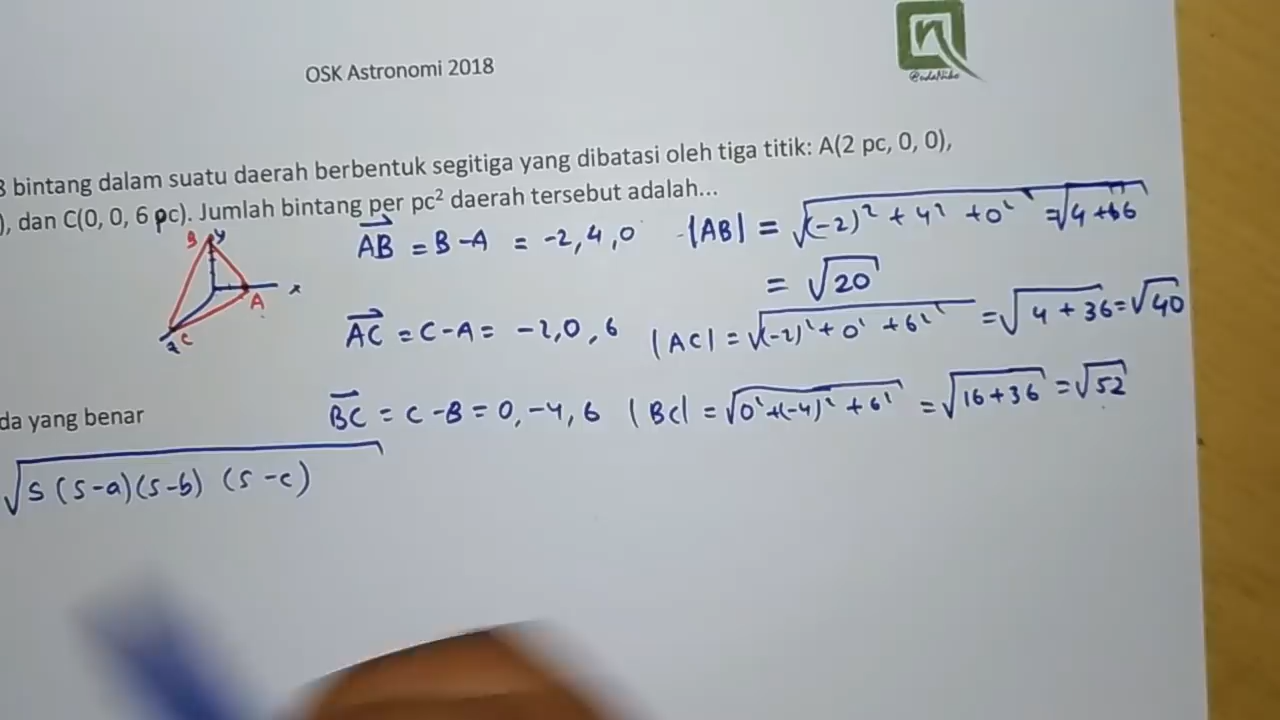 OSK Astronomi 2018
@udaNiko
8 bintang dalam suatu daerah berbentuk segitiga yang dibatasi oleh tiga titik: A(2 pc, 0, 0),
), dan C(0, 0, 6 pc). Jumlah bintang per pc² daerah tersebut adalah...
AB = B - A = -2, 4, 0 |AB| = √(-2)² + 4² + 0² = √4 + 16
= √20
B y
x
A
z C
AC = C - A = -2, 0, 6 |AC| = √(-2)² + 0² + 6² = √4 + 36 = √40
BC = C - B = 0, -4, 6 |BC| = √0² + (-4)² + 6² = √16 + 36 = √52
da yang benar
√s (s-a)(s-b) (s-c)